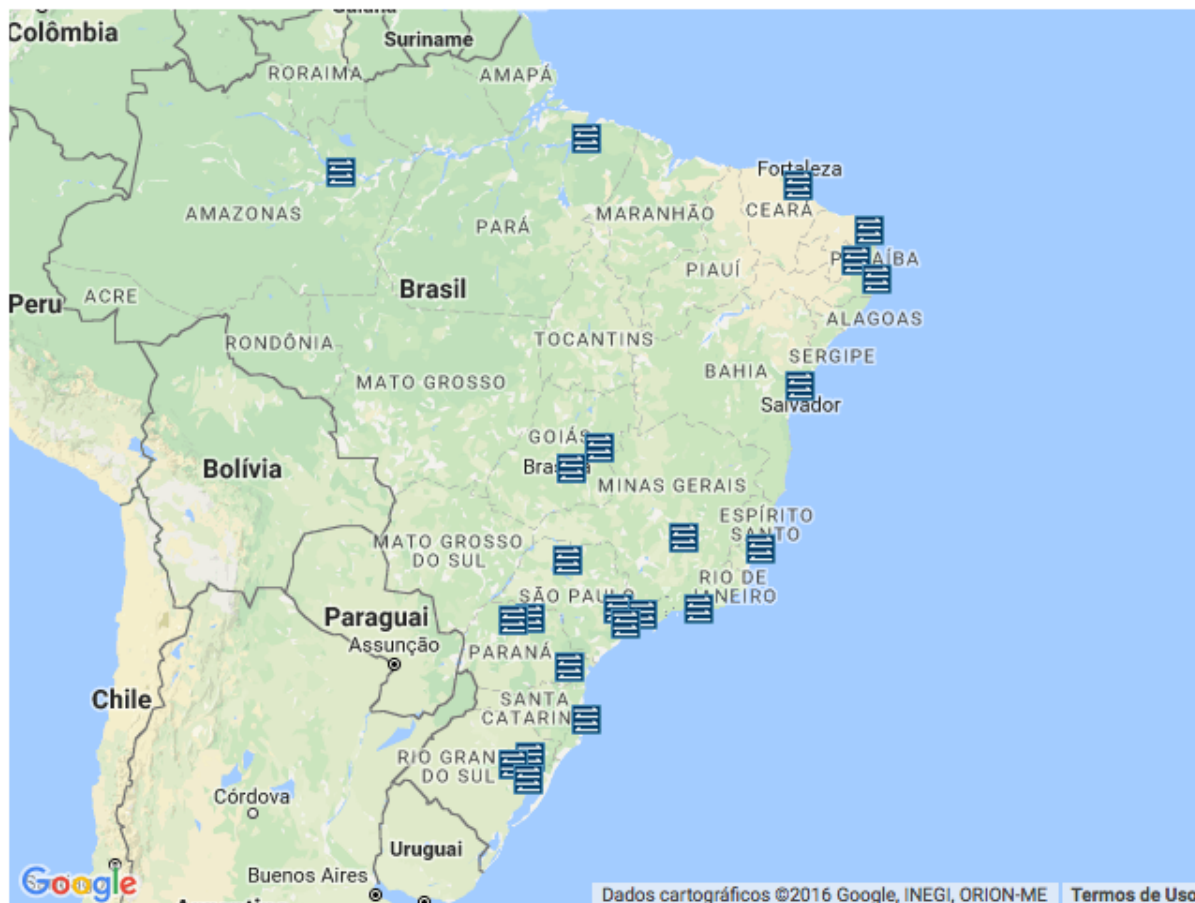 Colômbia
Suriname
RORAIMA
AMAPÁ
Fortaleza
AMAZONAS
PARÁ
MARANHÃO
CEARÁ
PIAUÍ
Peru
ACRE
Brasil
ALAGOAS
RONDÔNIA
TOCANTINS
SERGIPE
MATO GROSSO
BAHIA
Salvador
GOIÁS
Bolívia
MINAS GERAIS
ESPÍRITO
SANTO
MATO GROSSO
DO SUL
RIO DE
SÃO PAULO
Paraguai
Assunção
PARANÁ
Chile
SANTA
CATARIN
RIO GRAN
DO SUL
Córdova
Uruguai
Buenos Aires
Google
Dados cartográficos ©2016 Google, INEGI, ORION-ME
Termos de Uso